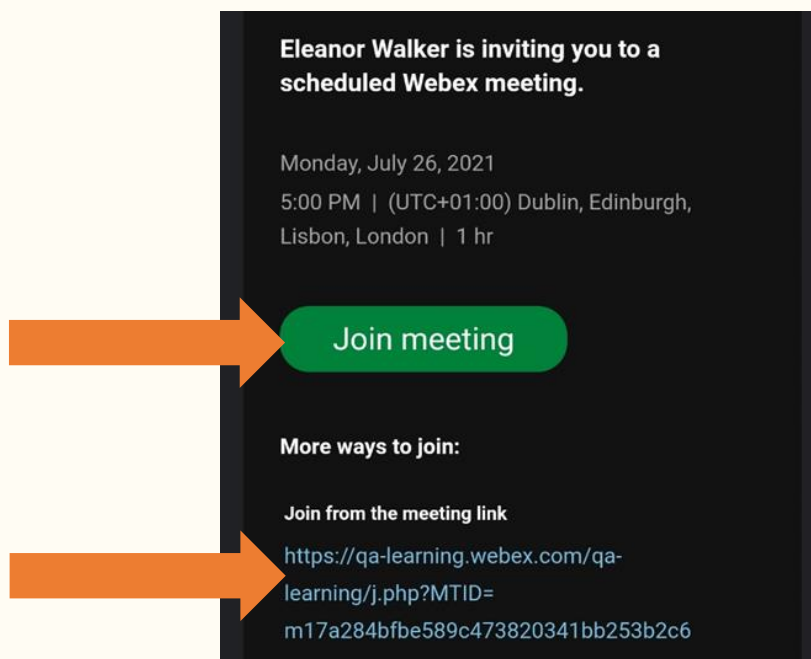 Eleanor Walker is inviting you to a
scheduled Webex meeting.
Monday, July 26, 2021
5:00 PM | (UTC+01:00) Dublin, Edinburgh,
Lisbon, London | 1 hr
Join meeting
More ways to join:
Join from the meeting link
https://qa-learning.webex.com/qa-
learning/j.php?MTID=
m17a284bfbe589c473820341bb253b2c6